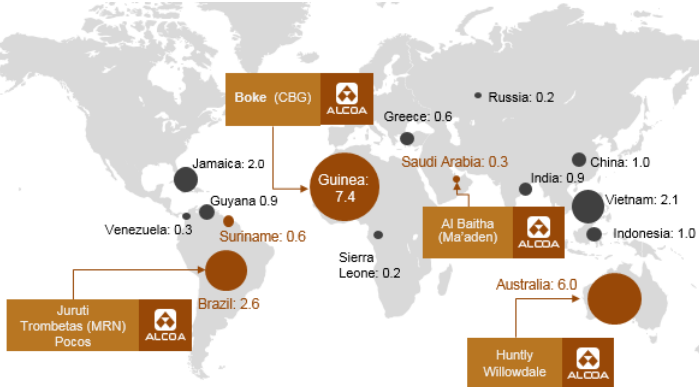 Boke (CBG)
ALCOA
Russia: 0.2
Greece: 0.6
Jamaica: 2.0
Guinea:
7.4
Saudi Arabia: 0.3
China: 1.0
India: 0.9
Guyana 0.9
Vietnam: 2.1
Venezuela: 0.3
Suriname: 0.6
Al Baitha
(Ma'aden)
ALCOA
Indonesia: 1.0
Sierra
Leone: 0.2
Australia: 6.0
Brazil: 2.6
Juruti
Trombetas (MRN)
Pocos
ALCOA
Huntly
Willowdale
ALCOA